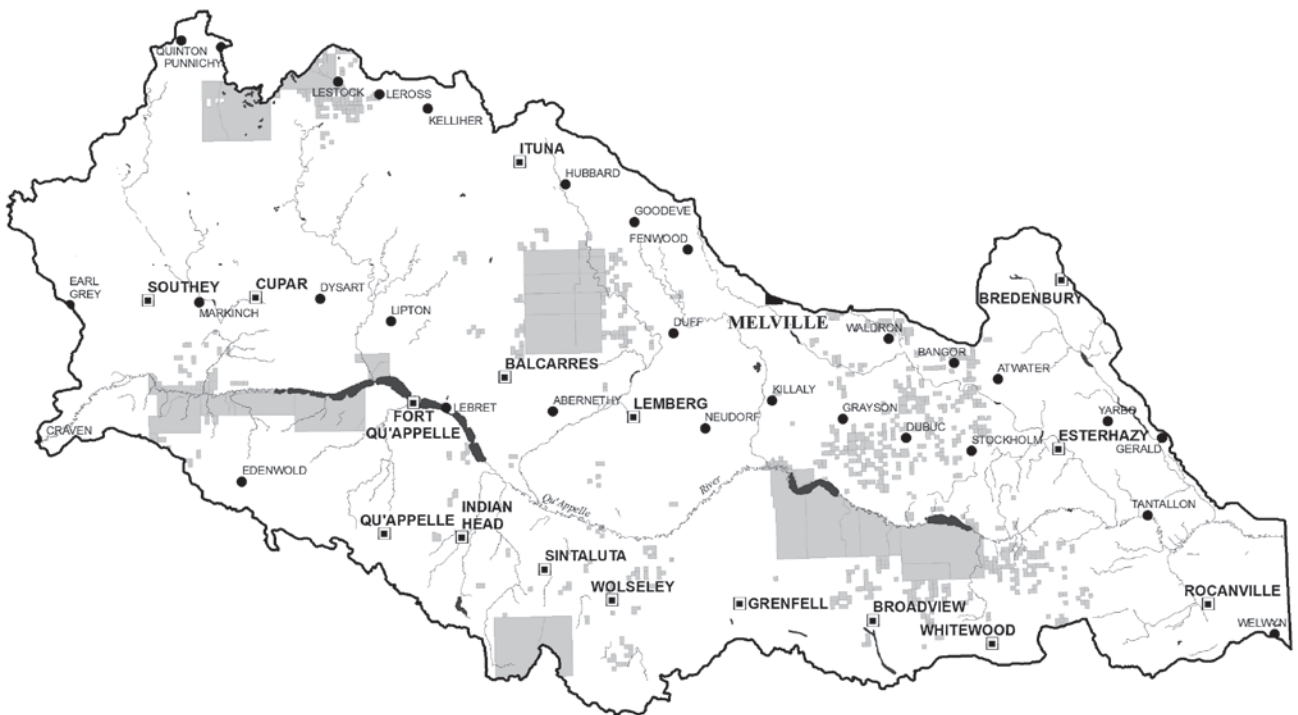 QUINTON
PUNNICHY
LESTOCK
LEROSS
KELLIHER
ITUNA
HUBBARD
GOODEVE
FENWOOD
EARL
GREY
SOUTHEY
CUPAR
DYSART
MARKINCH
LIPTON
BREDENBURY
MELVILLE
DUFF
WALDRON
BANGOR
ATWATER
BALCARRES
KILLALY
LEBRET
ABERNETHY
LEMBERG
NEUDORF
GRAYSON
DUBUC
YARBO
CRAVEN
FORT
QU'APPELLE
STOCKHOLM
ESTERHAZY
GERALD
EDENWOLD
Qu'Appelle
River
QU'APPELLE
INDIAN
HEAD
TANTALLON
SINTALUTA
WOLSELEY
GRENFELL
BROADVIEW
WHITEWOOD
ROCANVILLE
WELWYN